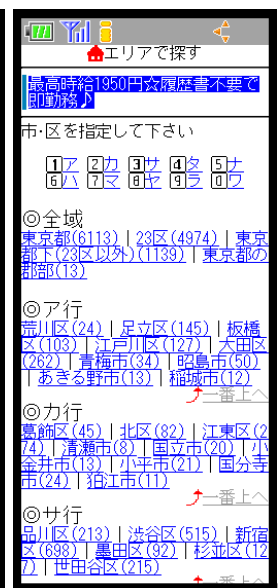 エリアで探す
最高時給1950円☆履歴書不要で
即勤務♪
市・区を指定して下さい
1ア 2カ 3サ 4タ 5ナ
6ハ 7マ 8ヤ 9ラ 0ワ
◎全域
東京都(6113) | 23区(4974) | 東京
都下(23区以外)(1139) | 東京都の
郡部(13)
◎ア行
荒川区(24) | 足立区(145) | 板橋
区(103) | 江戸川区(127) | 大田区
(262) | 青梅市(34) | 昭島市(50)
| あきる野市(13) | 稲城市(12)
一番上へ
◎カ行
葛飾区(45) | 北区(82) | 江東区(2
74) | 清瀬市(8) | 国立市(20) | 小
金井市(13) | 小平市(21) | 国分寺
市(24) | 狛江市(11)
一番上へ
◎サ行
品川区(213) | 渋谷区(515) | 新宿
区(698) | 墨田区(92) | 杉並区(12
7) | 世田谷区(215)
一番上へ